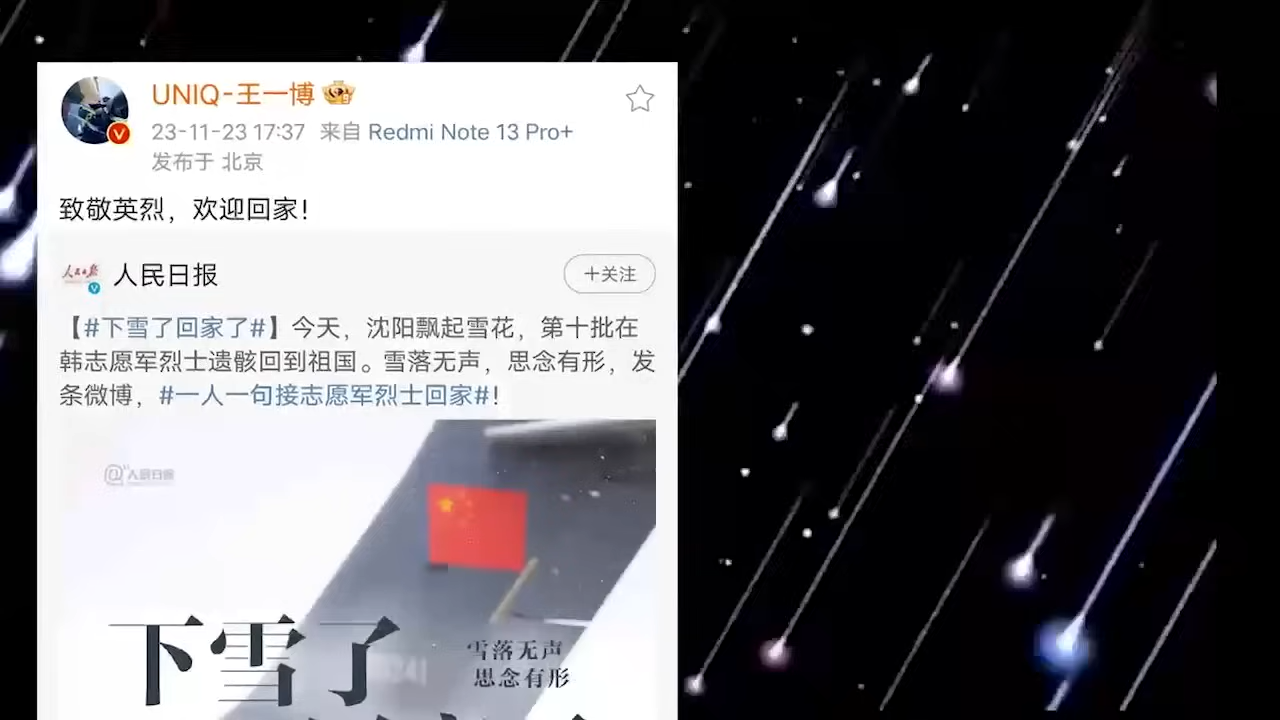 UNIQ-王一博
23-11-23 17:37 来自 Redmi Note 13 Pro+
发布于 北京
致敬英烈，欢迎回家！
人民日报
人民日报
十关注
【#下雪了回家了#】今天，沈阳飘起雪花，第十批在
韩志愿军烈士遗骸回到祖国。雪落无声，思念有形，发
条微博，#一人一句接志愿军烈士回家#！
@人民日报
下雪了
雪落无声
思念有形